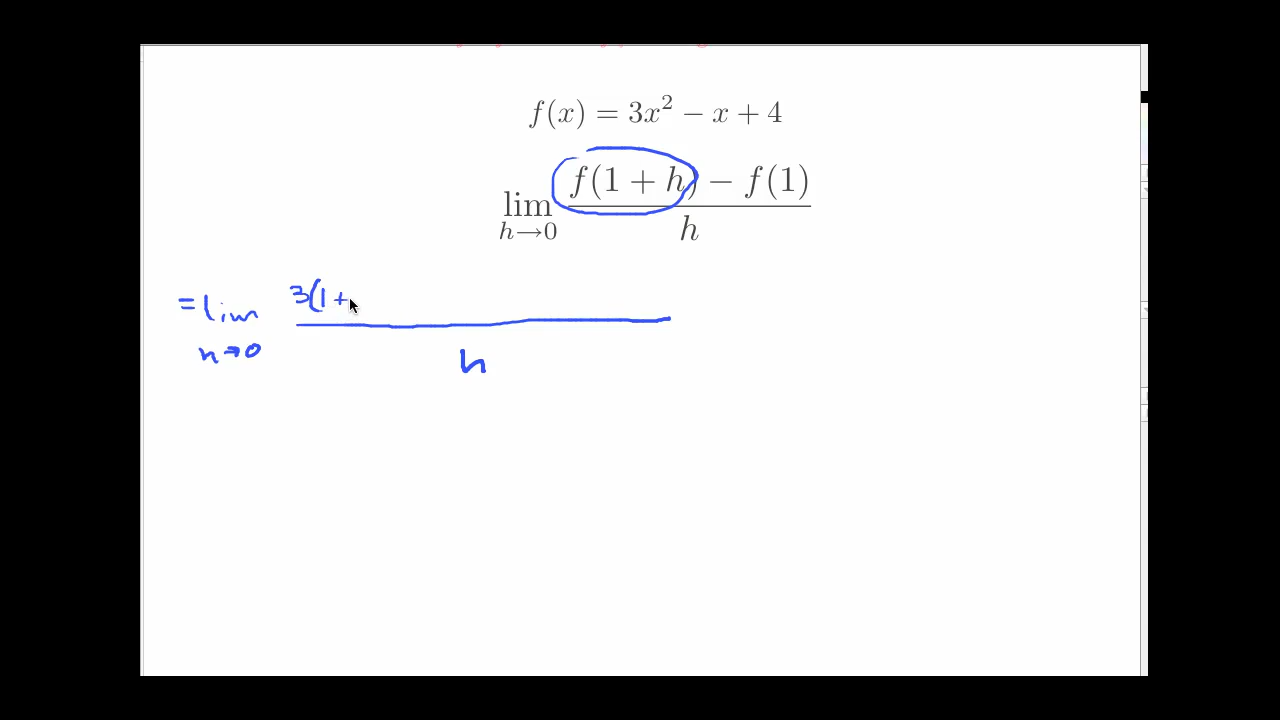 f(x) = 3x² − x + 4
lim h→0 f(1 + h) − f(1) / h
= lim n→0 3(1 + / h